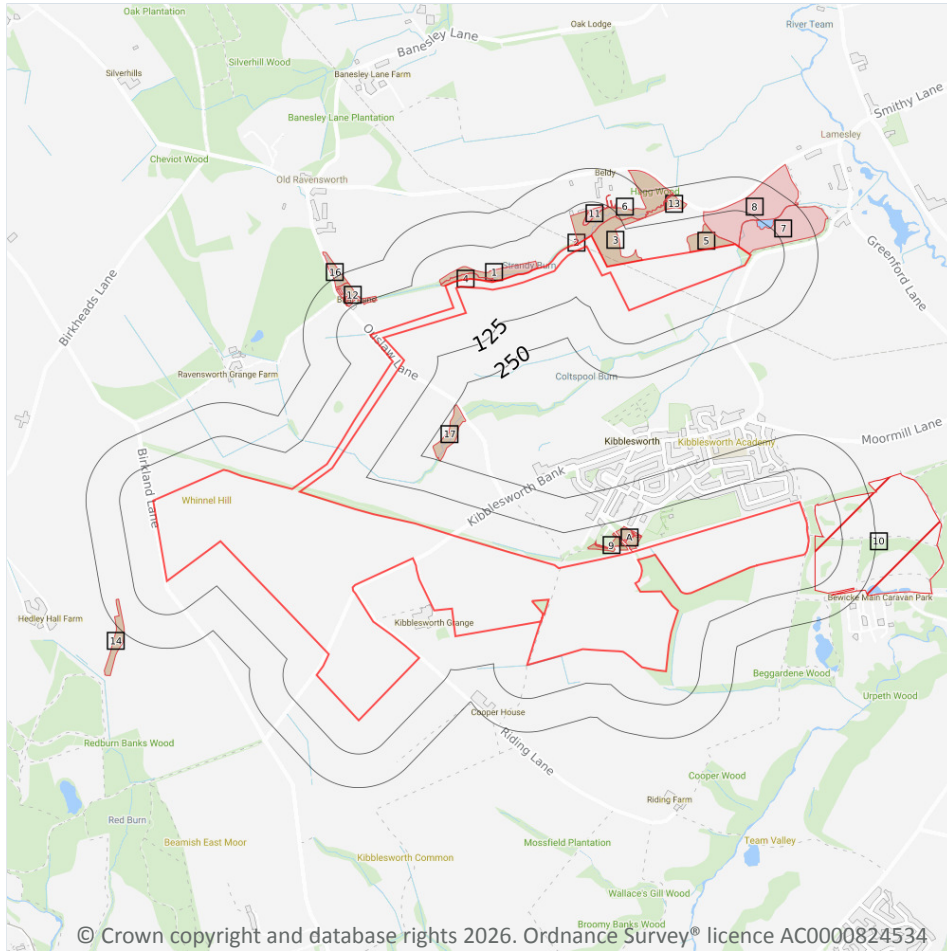 Oak Plantation
Oak Lodge
River Team
Banesley Lane
Silverhill Wood
Silverhills
Banesley Lane Farm
Smithy Lane
Banesley Lane Plantation
Lamesley
Cheviot Wood
Old Ravensworth
Hagg Wood
13
6
8
11
7
3
5
2
Strandy Burn
16
1
4
12
Greenford Lane
Birkheads Lane
125
250
Ravensworth Grange Farm
Coltspool Burn
17
Kibblesworth
Kibblesworth Academy
Moormill Lane
Birkland Lane
Whinnel Hill
Kibblesworth Bank
A
9
10
Bewicke Main Caravan Park
Hedley Hall Farm
Kibblesworth Grange
14
Beggardene Wood
Urpeth Wood
Cooper House
Redburn Banks Wood
Riding Lane
Cooper Wood
Riding Farm
Red Burn
Beamish East Moor
Mossfield Plantation
Team Valley
Kibblesworth Common
Wallace's Gill Wood
Broomy Banks Wood
© Crown copyright and database rights 2026. Ordnance Survey® licence AC0000824534